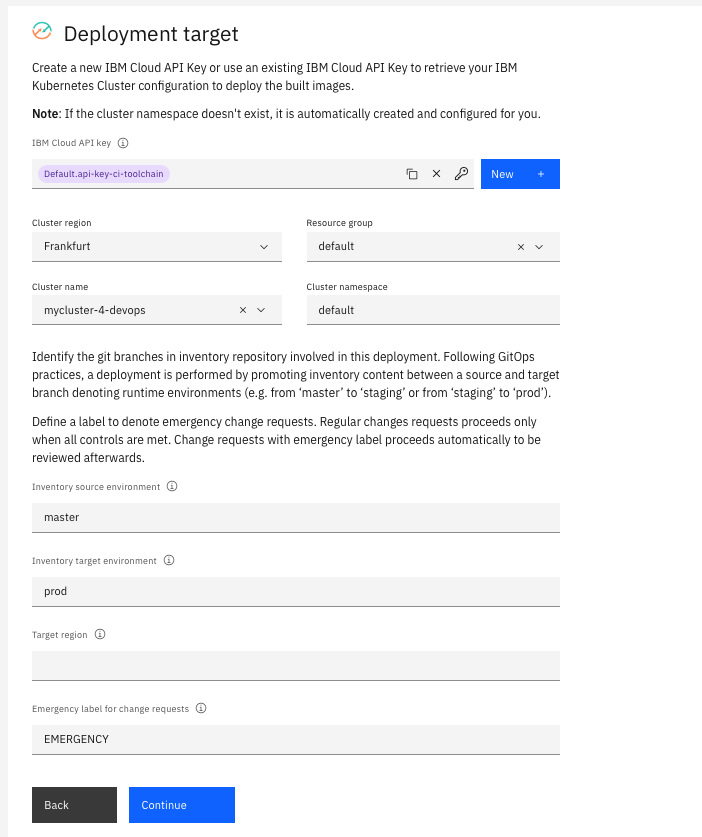 Deployment target
Create a new IBM Cloud API Key or use an existing IBM Cloud API Key to retrieve your IBM
Kubernetes Cluster configuration to deploy the built images.
Note: If the cluster namespace doesn't exist, it is automatically created and configured for you.
IBM Cloud API key
Default.api-key-ci-toolchain
New +
Cluster region
Resource group
Frankfurt
default
Cluster name
Cluster namespace
mycluster-4-devops
default
Identify the git branches in inventory repository involved in this deployment. Following GitOps
practices, a deployment is performed by promoting inventory content between a source and target
branch denoting runtime environments (e.g. from ‘master’ to ‘staging’ or from ‘staging’ to ‘prod’).
Define a label to denote emergency change requests. Regular changes requests proceeds only
when all controls are met. Change requests with emergency label proceeds automatically to be
reviewed afterwards.
Inventory source environment
master
Inventory target environment
prod
Target region
Emergency label for change requests
EMERGENCY
Back
Continue